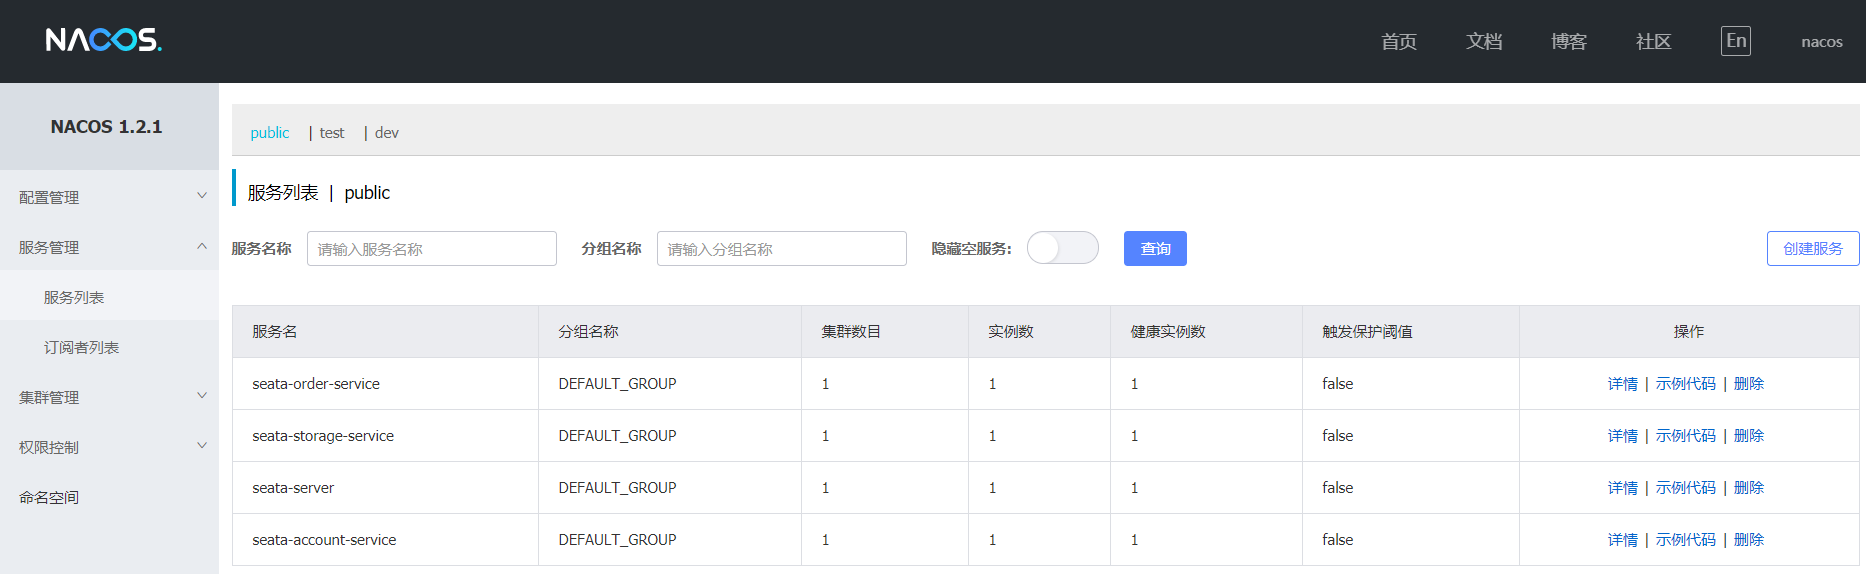 NACOS.
首页 文档 博客 社区 En nacos
NACOS 1.2.1
配置管理
服务管理
服务列表
订阅者列表
集群管理
权限控制
命名空间
public | test | dev
服务列表 | public
服务名称 请输入服务名称 分组名称 请输入分组名称 隐藏空服务: 查询 创建服务
服务名 分组名称 集群数目 实例数 健康实例数 触发保护阈值 操作
seata-order-service DEFAULT_GROUP 1 1 1 false 详情 | 示例代码 | 删除
seata-storage-service DEFAULT_GROUP 1 1 1 false 详情 | 示例代码 | 删除
seata-server DEFAULT_GROUP 1 1 1 false 详情 | 示例代码 | 删除
seata-account-service DEFAULT_GROUP 1 1 1 false 详情 | 示例代码 | 删除